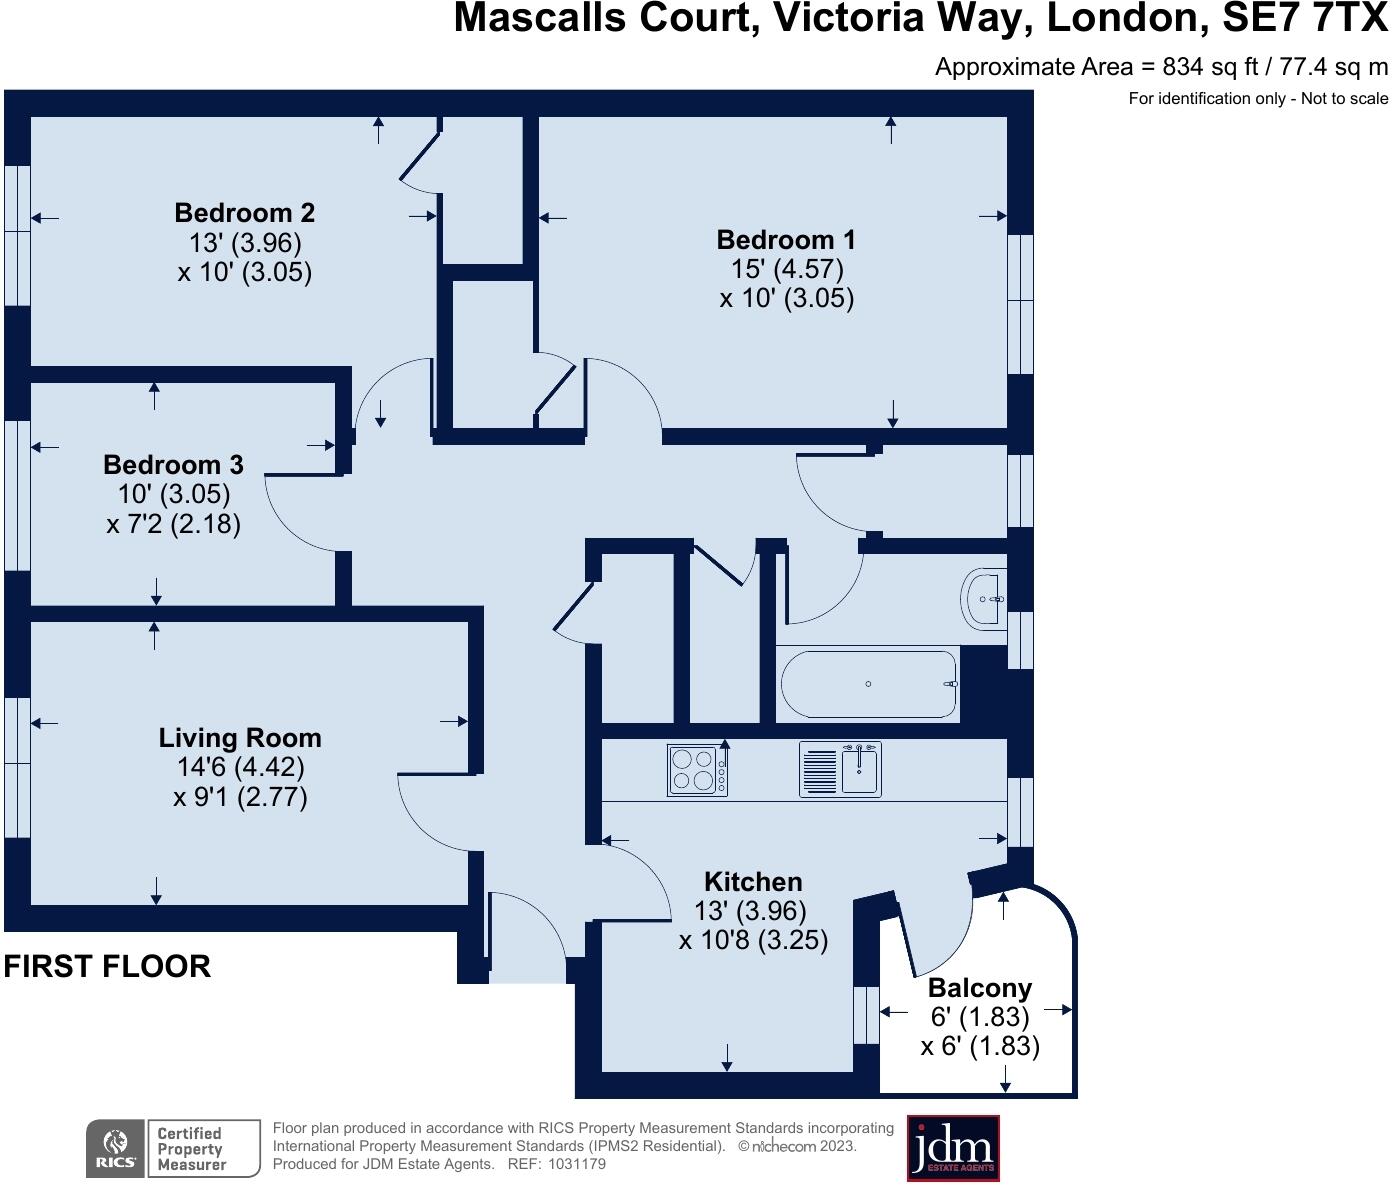 Mascalls Court, Victoria Way, London, SE7 7TX
Approximate Area = 834 sq ft / 77.4 sq m
For identification only - Not to scale
Bedroom 2
13' (3.96)
x 10' (3.05)
Bedroom 1
15' (4.57)
x 10' (3.05)
Bedroom 3
10' (3.05)
x 7'2 (2.18)
Living Room
14'6 (4.42)
x 9'1 (2.77)
Kitchen
13' (3.96)
x 10'8 (3.25)
FIRST FLOOR
Balcony
6' (1.83)
x 6' (1.83)
RICS
Certified
Property
Measurer
Floor plan produced in accordance with RICS Property Measurement Standards incorporating
International Property Measurement Standards (IPMS2 Residential). © nichecom 2023.
Produced for JDM Estate Agents. REF: 1031179
jdm
ESTATE AGENTS